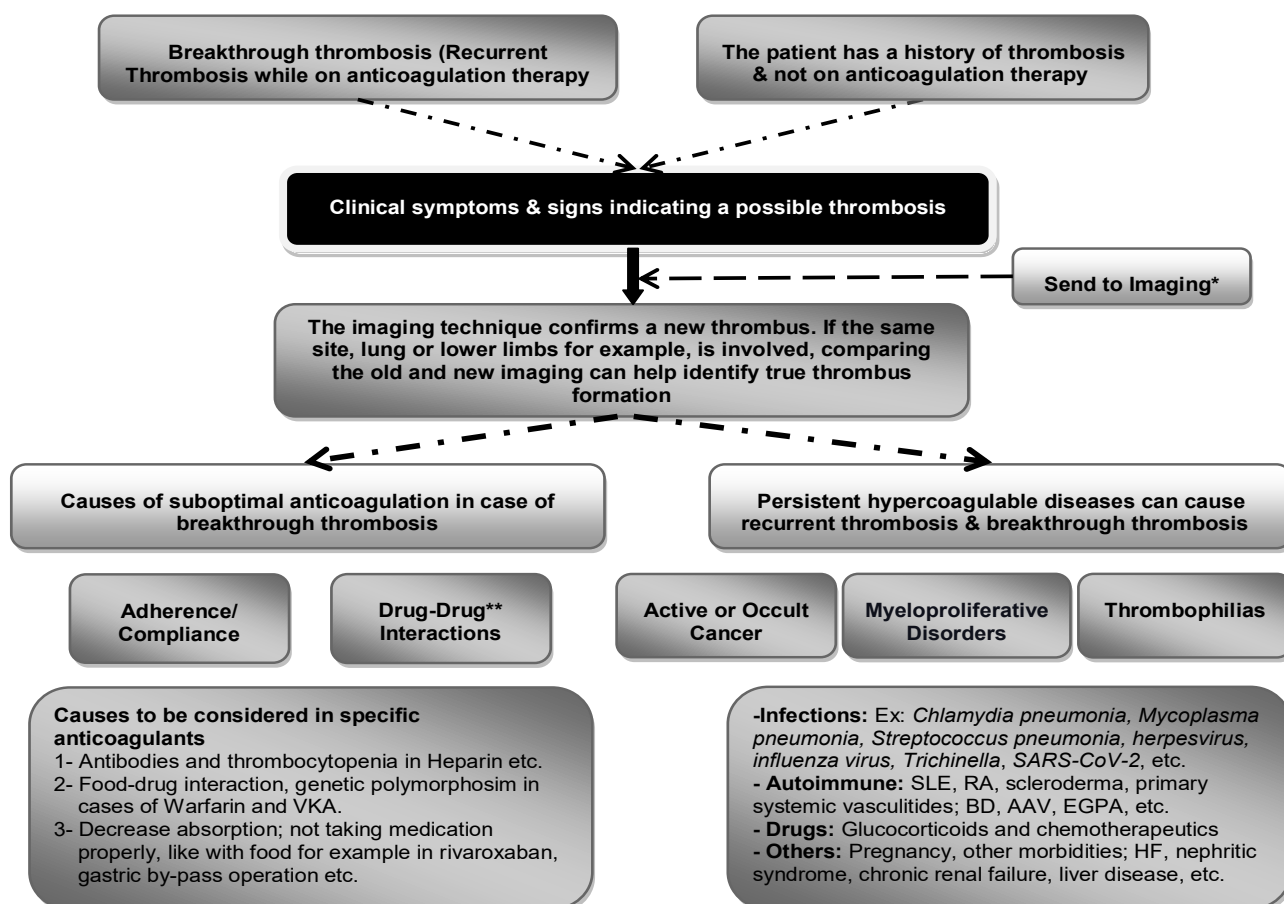 Breakthrough thrombosis (Recurrent
Thrombosis while on anticoagulation therapy
The patient has a history of thrombosis
& not on anticoagulation therapy
Clinical symptoms & signs indicating a possible thrombosis
Send to Imaging*
The imaging technique confirms a new thrombus. If the same
site, lung or lower limbs for example, is involved, comparing
the old and new imaging can help identify true thrombus
formation
Causes of suboptimal anticoagulation in case of
breakthrough thrombosis
Persistent hypercoagulable diseases can cause
recurrent thrombosis & breakthrough thrombosis
Adherence/
Compliance
Drug-Drug**
Interactions
Active or Occult
Cancer
Myeloproliferative
Disorders
Thrombophilias
Causes to be considered in specific
anticoagulants
1- Antibodies and thrombocytopenia in Heparin etc.
2- Food-drug interaction, genetic polymorphosim in
cases of Warfarin and VKA.
3- Decrease absorption; not taking medication
properly, like with food for example in rivaroxaban,
gastric by-pass operation etc.
-Infections: Ex: Chlamydia pneumonia, Mycoplasma
pneumonia, Streptococcus pneumonia, herpesvirus,
influenza virus, Trichinella, SARS-CoV-2, etc.
- Autoimmune: SLE, RA, scleroderma, primary
systemic vasculitides; BD, AAV, EGPA, etc.
- Drugs: Glucocorticoids and chemotherapeutics
- Others: Pregnancy, other morbidities; HF, nephritic
syndrome, chronic renal failure, liver disease, etc.